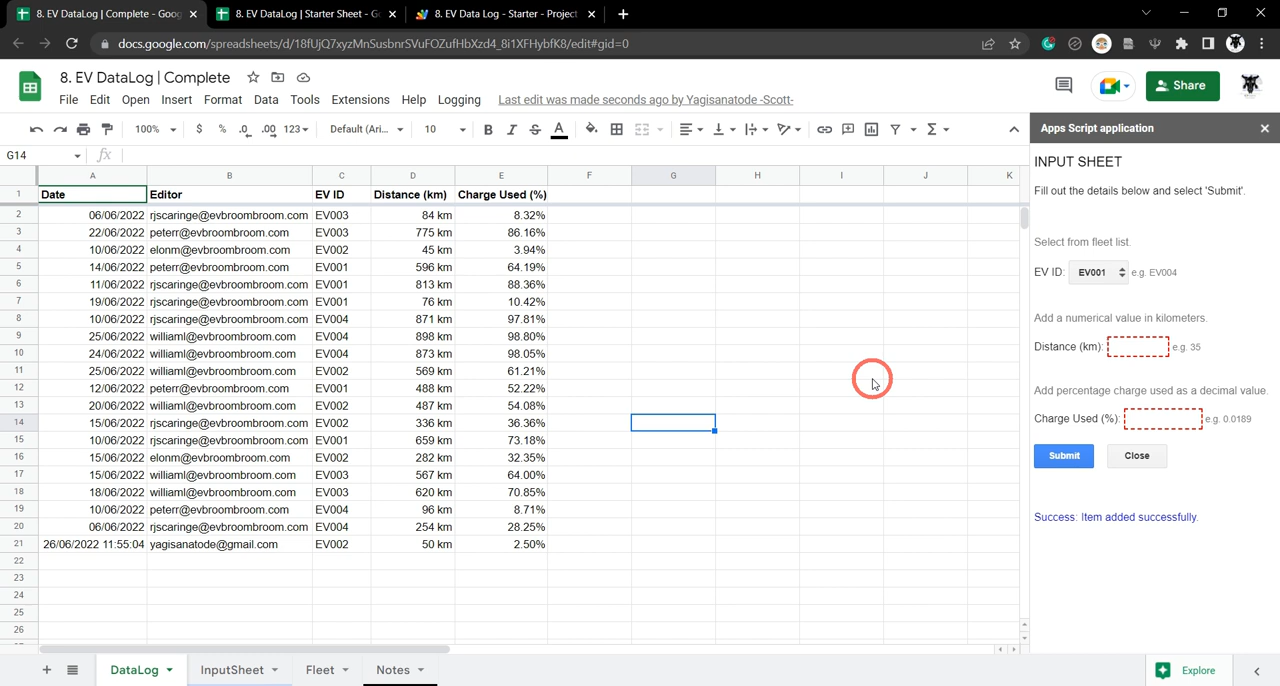 8. EV DataLog | Complete - Goog
8. EV DataLog | Starter Sheet - G
8. EV Data Log - Starter - Project
docs.google.com/spreadsheets/d/18fUjQ7xyzMnSusbnrSVuFOZufHbXzd4_8i1XFHybfK8/edit#gid=0
8. EV DataLog | Complete
File Edit Open Insert Format Data Tools Extensions Help Logging Last edit was made seconds ago by Yagisanatode -Scott-
Share
100% $ % .0 .00 123 Default (Ari... 10 B I S A Σ
Apps Script application
G14 fx
A B C D E F G H I J K
1 Date Editor EV ID Distance (km) Charge Used (%)
2 06/06/2022 rjscaringe@evbroombroom.com EV003 84 km 8.32%
3 22/06/2022 peterr@evbroombroom.com EV003 775 km 86.16%
4 10/06/2022 elonm@evbroombroom.com EV002 45 km 3.94%
5 14/06/2022 peterr@evbroombroom.com EV001 596 km 64.19%
6 11/06/2022 rjscaringe@evbroombroom.com EV001 813 km 88.36%
7 19/06/2022 rjscaringe@evbroombroom.com EV001 76 km 10.42%
8 10/06/2022 rjscaringe@evbroombroom.com EV004 871 km 97.81%
9 25/06/2022 williaml@evbroombroom.com EV004 898 km 98.80%
10 24/06/2022 williaml@evbroombroom.com EV004 873 km 98.05%
11 25/06/2022 williaml@evbroombroom.com EV002 569 km 61.21%
12 12/06/2022 peterr@evbroombroom.com EV001 488 km 52.22%
13 20/06/2022 williaml@evbroombroom.com EV002 487 km 54.08%
14 15/06/2022 rjscaringe@evbroombroom.com EV002 336 km 36.36%
15 10/06/2022 rjscaringe@evbroombroom.com EV001 659 km 73.18%
16 15/06/2022 elonm@evbroombroom.com EV002 282 km 32.35%
17 15/06/2022 williaml@evbroombroom.com EV003 567 km 64.00%
18 18/06/2022 williaml@evbroombroom.com EV003 620 km 70.85%
19 10/06/2022 peterr@evbroombroom.com EV004 96 km 8.71%
20 06/06/2022 rjscaringe@evbroombroom.com EV004 254 km 28.25%
21 26/06/2022 11:55:04 yagisanatode@gmail.com EV002 50 km 2.50%
22
23
24
25
26
INPUT SHEET
Fill out the details below and select 'Submit'.
Select from fleet list.
EV ID: EV001 e.g. EV004
Add a numerical value in kilometers.
Distance (km): e.g. 35
Add percentage charge used as a decimal value.
Charge Used (%): e.g. 0.0189
Submit Close
Success: Item added successfully.
DataLog InputSheet Fleet Notes Explore